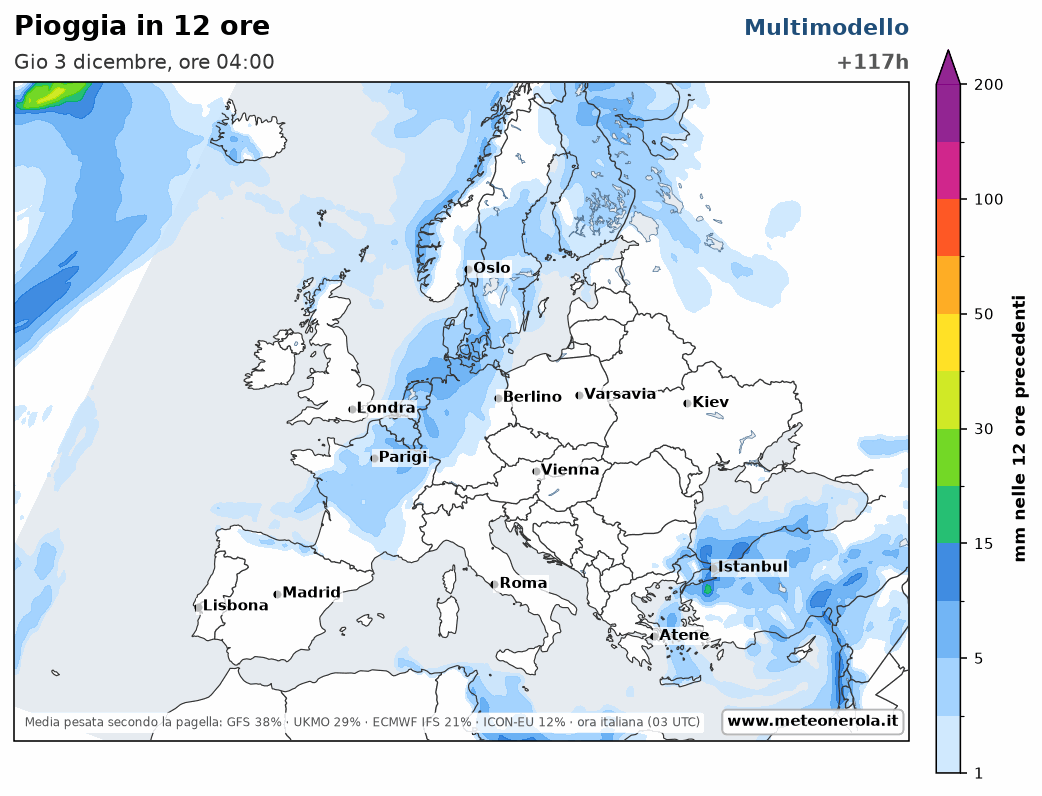 Pioggia in 12 ore
Multimodello
Gio 3 dicembre, ore 04:00
+117h
200
100
50
30
15
5
1
mm nelle 12 ore precedenti
Oslo
Londra
Berlino
Varsavia
Kiev
Parigi
Vienna
Istanbul
Roma
Madrid
Lisbona
Atene
Media pesata secondo la pagella: GFS 38% · UKMO 29% · ECMWF IFS 21% · ICON-EU 12% · ora italiana (03 UTC)
www.meteonerola.it